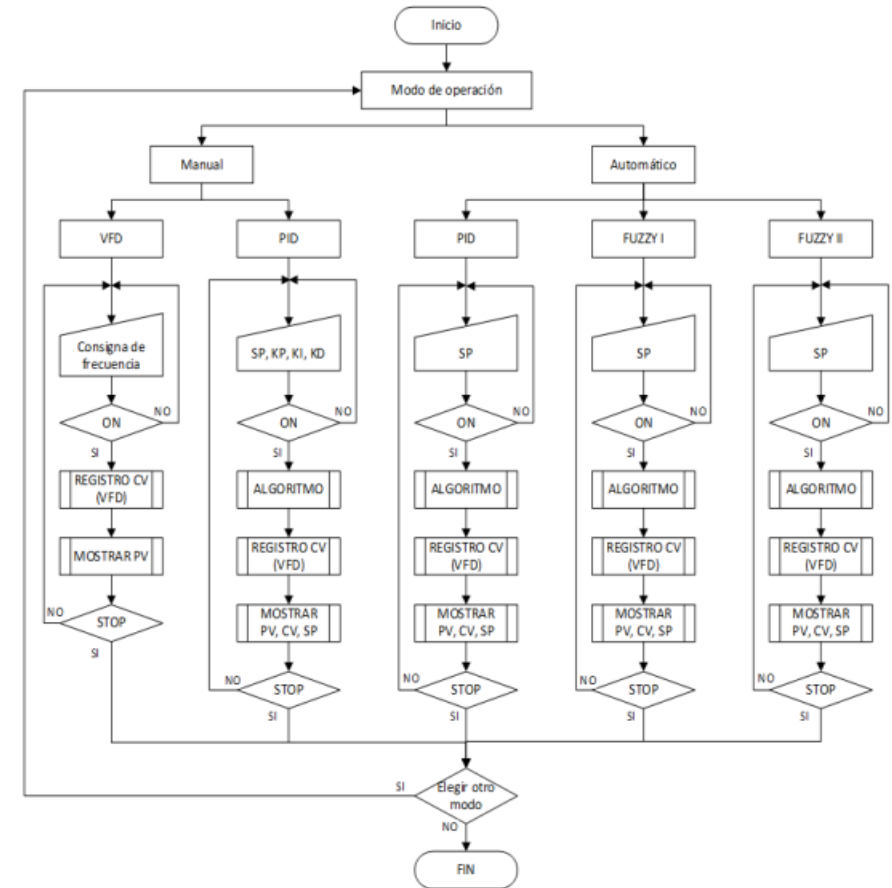 Inicio
Modo de operación
Manual
Automático
VFD
PID
PID
FUZZY I
FUZZY II
Consigna de
frecuencia
SP, KP, KI, KD
SP
SP
SP
ON
NO
ON
NO
ON
NO
ON
NO
ON
NO
SI
SI
SI
SI
SI
REGISTRO CV
(VFD)
ALGORITMO
ALGORITMO
ALGORITMO
ALGORITMO
MOSTRAR PV
REGISTRO CV
(VFD)
REGISTRO CV
(VFD)
REGISTRO CV
(VFD)
REGISTRO CV
(VFD)
NO
STOP
SI
MOSTRAR
PV, CV, SP
MOSTRAR
PV, CV, SP
MOSTRAR
PV, CV, SP
MOSTRAR
PV, CV, SP
NO
STOP
NO
STOP
NO
STOP
NO
STOP
SI
SI
SI
SI
SI
Elegir otro
modo
NO
FIN